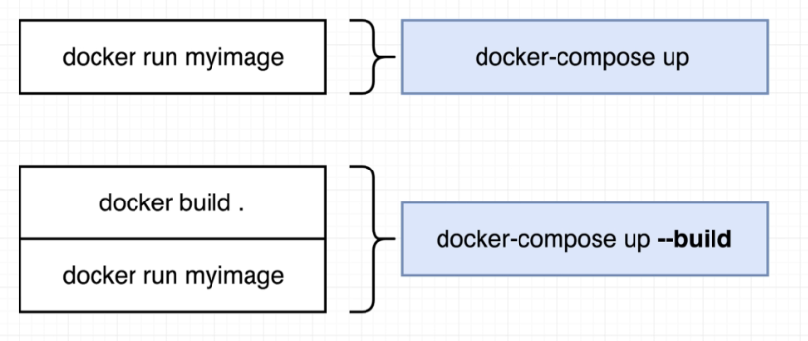 docker run myimage
docker-compose up
docker build .
docker run myimage
docker-compose up --build